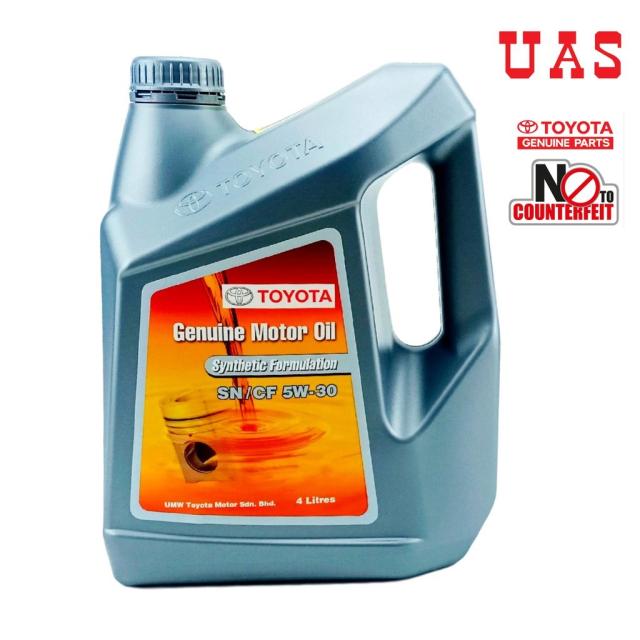 UAS
TOYOTA
GENUINE PARTS
NO TO
COUNTERFEIT
TOYOTA
TOYOTA
Genuine Motor Oil
Synthetic Formulation
SN/CF 5W-30
UMW Toyota Motor Sdn. Bhd.
4 Litres